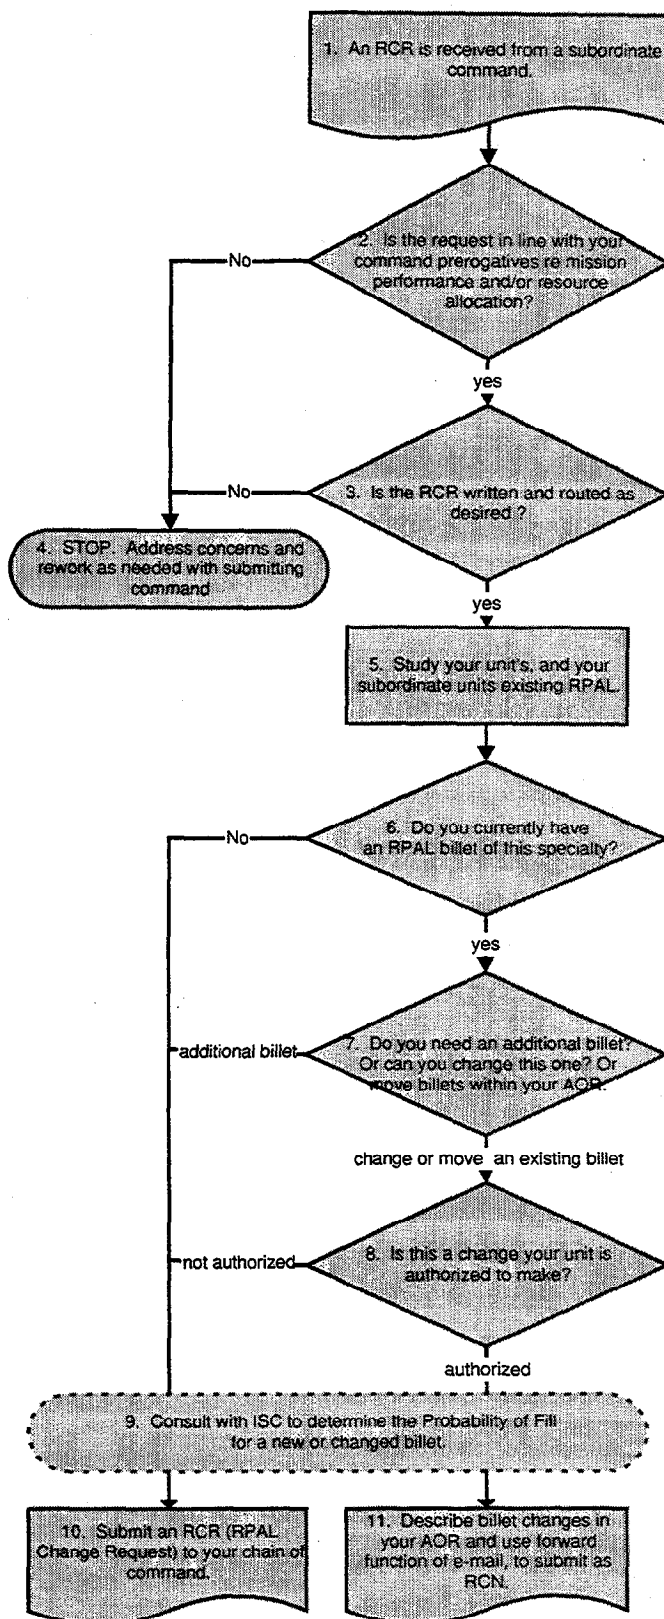 1. An RCR is received from a subordinate
command.
2. Is the request in line with your
command prerogatives re mission
performance and/or resource
allocation?
No
yes
3. Is the RCR written and routed as
desired ?
No
4. STOP. Address concerns and
rework as needed with submitting
command
yes
5. Study your unit's, and your
subordinate units existing RPAL.
6. Do you currently have
an RPAL billet of this specialty?
No
yes
7. Do you need an additional billet?
Or can you change this one? Or
move billets within your AOR.
additional billet
change or move an existing billet
8. Is this a change your unit is
authorized to make?
not authorized
authorized
9. Consult with ISC to determine the Probability of Fill
for a new or changed billet.
10. Submit an RCR (RPAL
Change Request) to your chain of
command.
11. Describe billet changes in
your AOR and use forward
function of e-mail, to submit as
RCN.